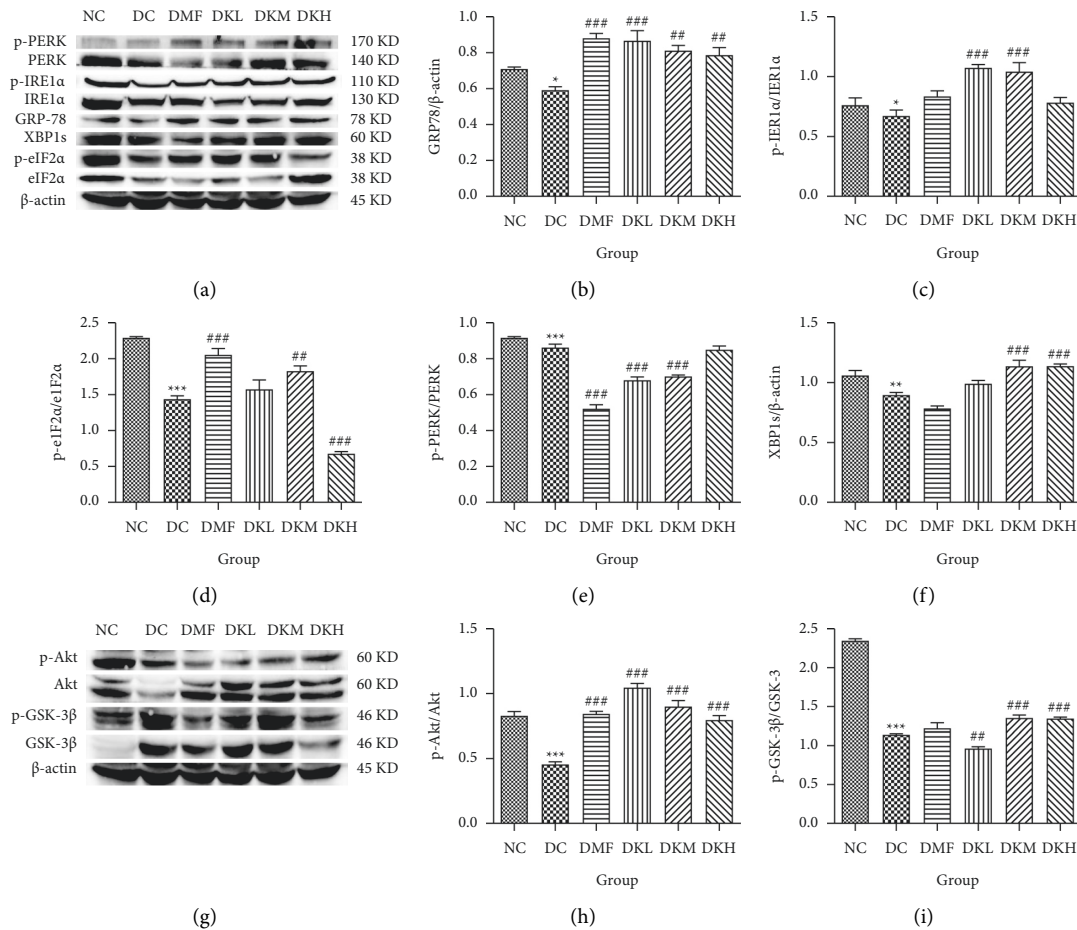 NC DC DMF DKL DKM DKH
p-PERK 170 KD
PERK 140 KD
p-IRE1α 110 KD
IRE1α 130 KD
GRP-78 78 KD
XBP1s 60 KD
p-eIF2α 38 KD
eIF2α 38 KD
β-actin 45 KD
(a)
GRP78/β-actin
1.0
0.8
0.6
0.4
0.2
0.0
* ### ### ## ##
NC DC DMF DKL DKM DKH
Group
(b)
p-IER1α/IER1α
1.5
1.0
0.5
0.0
* ### ###
NC DC DMF DKL DKM DKH
Group
(c)
p-e1F2α/e1F2α
2.5
2.0
1.5
1.0
0.5
0.0
*** ### ## ###
NC DC DMF DKL DKM DKH
Group
(d)
p-PERK/PERK
1.0
0.8
0.6
0.4
0.2
0.0
*** ### ### ###
NC DC DMF DKL DKM DKH
Group
(e)
XBP1s/β-actin
1.5
1.0
0.5
0.0
** ### ###
NC DC DMF DKL DKM DKH
Group
(f)
NC DC DMF DKL DKM DKH
p-Akt 60 KD
Akt 60 KD
p-GSK-3β 46 KD
GSK-3β 46 KD
β-actin 45 KD
(g)
p-Akt/Akt
1.5
1.0
0.5
0.0
*** ### ### ### ###
NC DC DMF DKL DKM DKH
Group
(h)
p-GSK-3β/GSK-3
2.5
2.0
1.5
1.0
0.5
0.0
*** ## ### ###
NC DC DMF DKL DKM DKH
Group
(i)